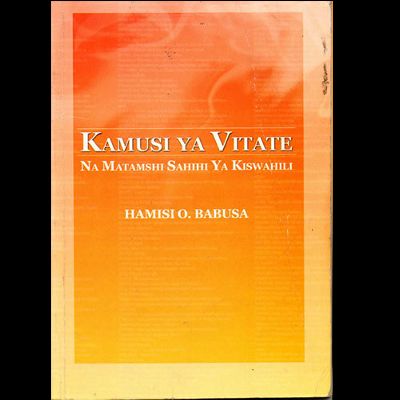 KAMUSI YA VITATE
NA MATAMSHI SAHIHI YA KISWAHILI
HAMISI O. BABUSA